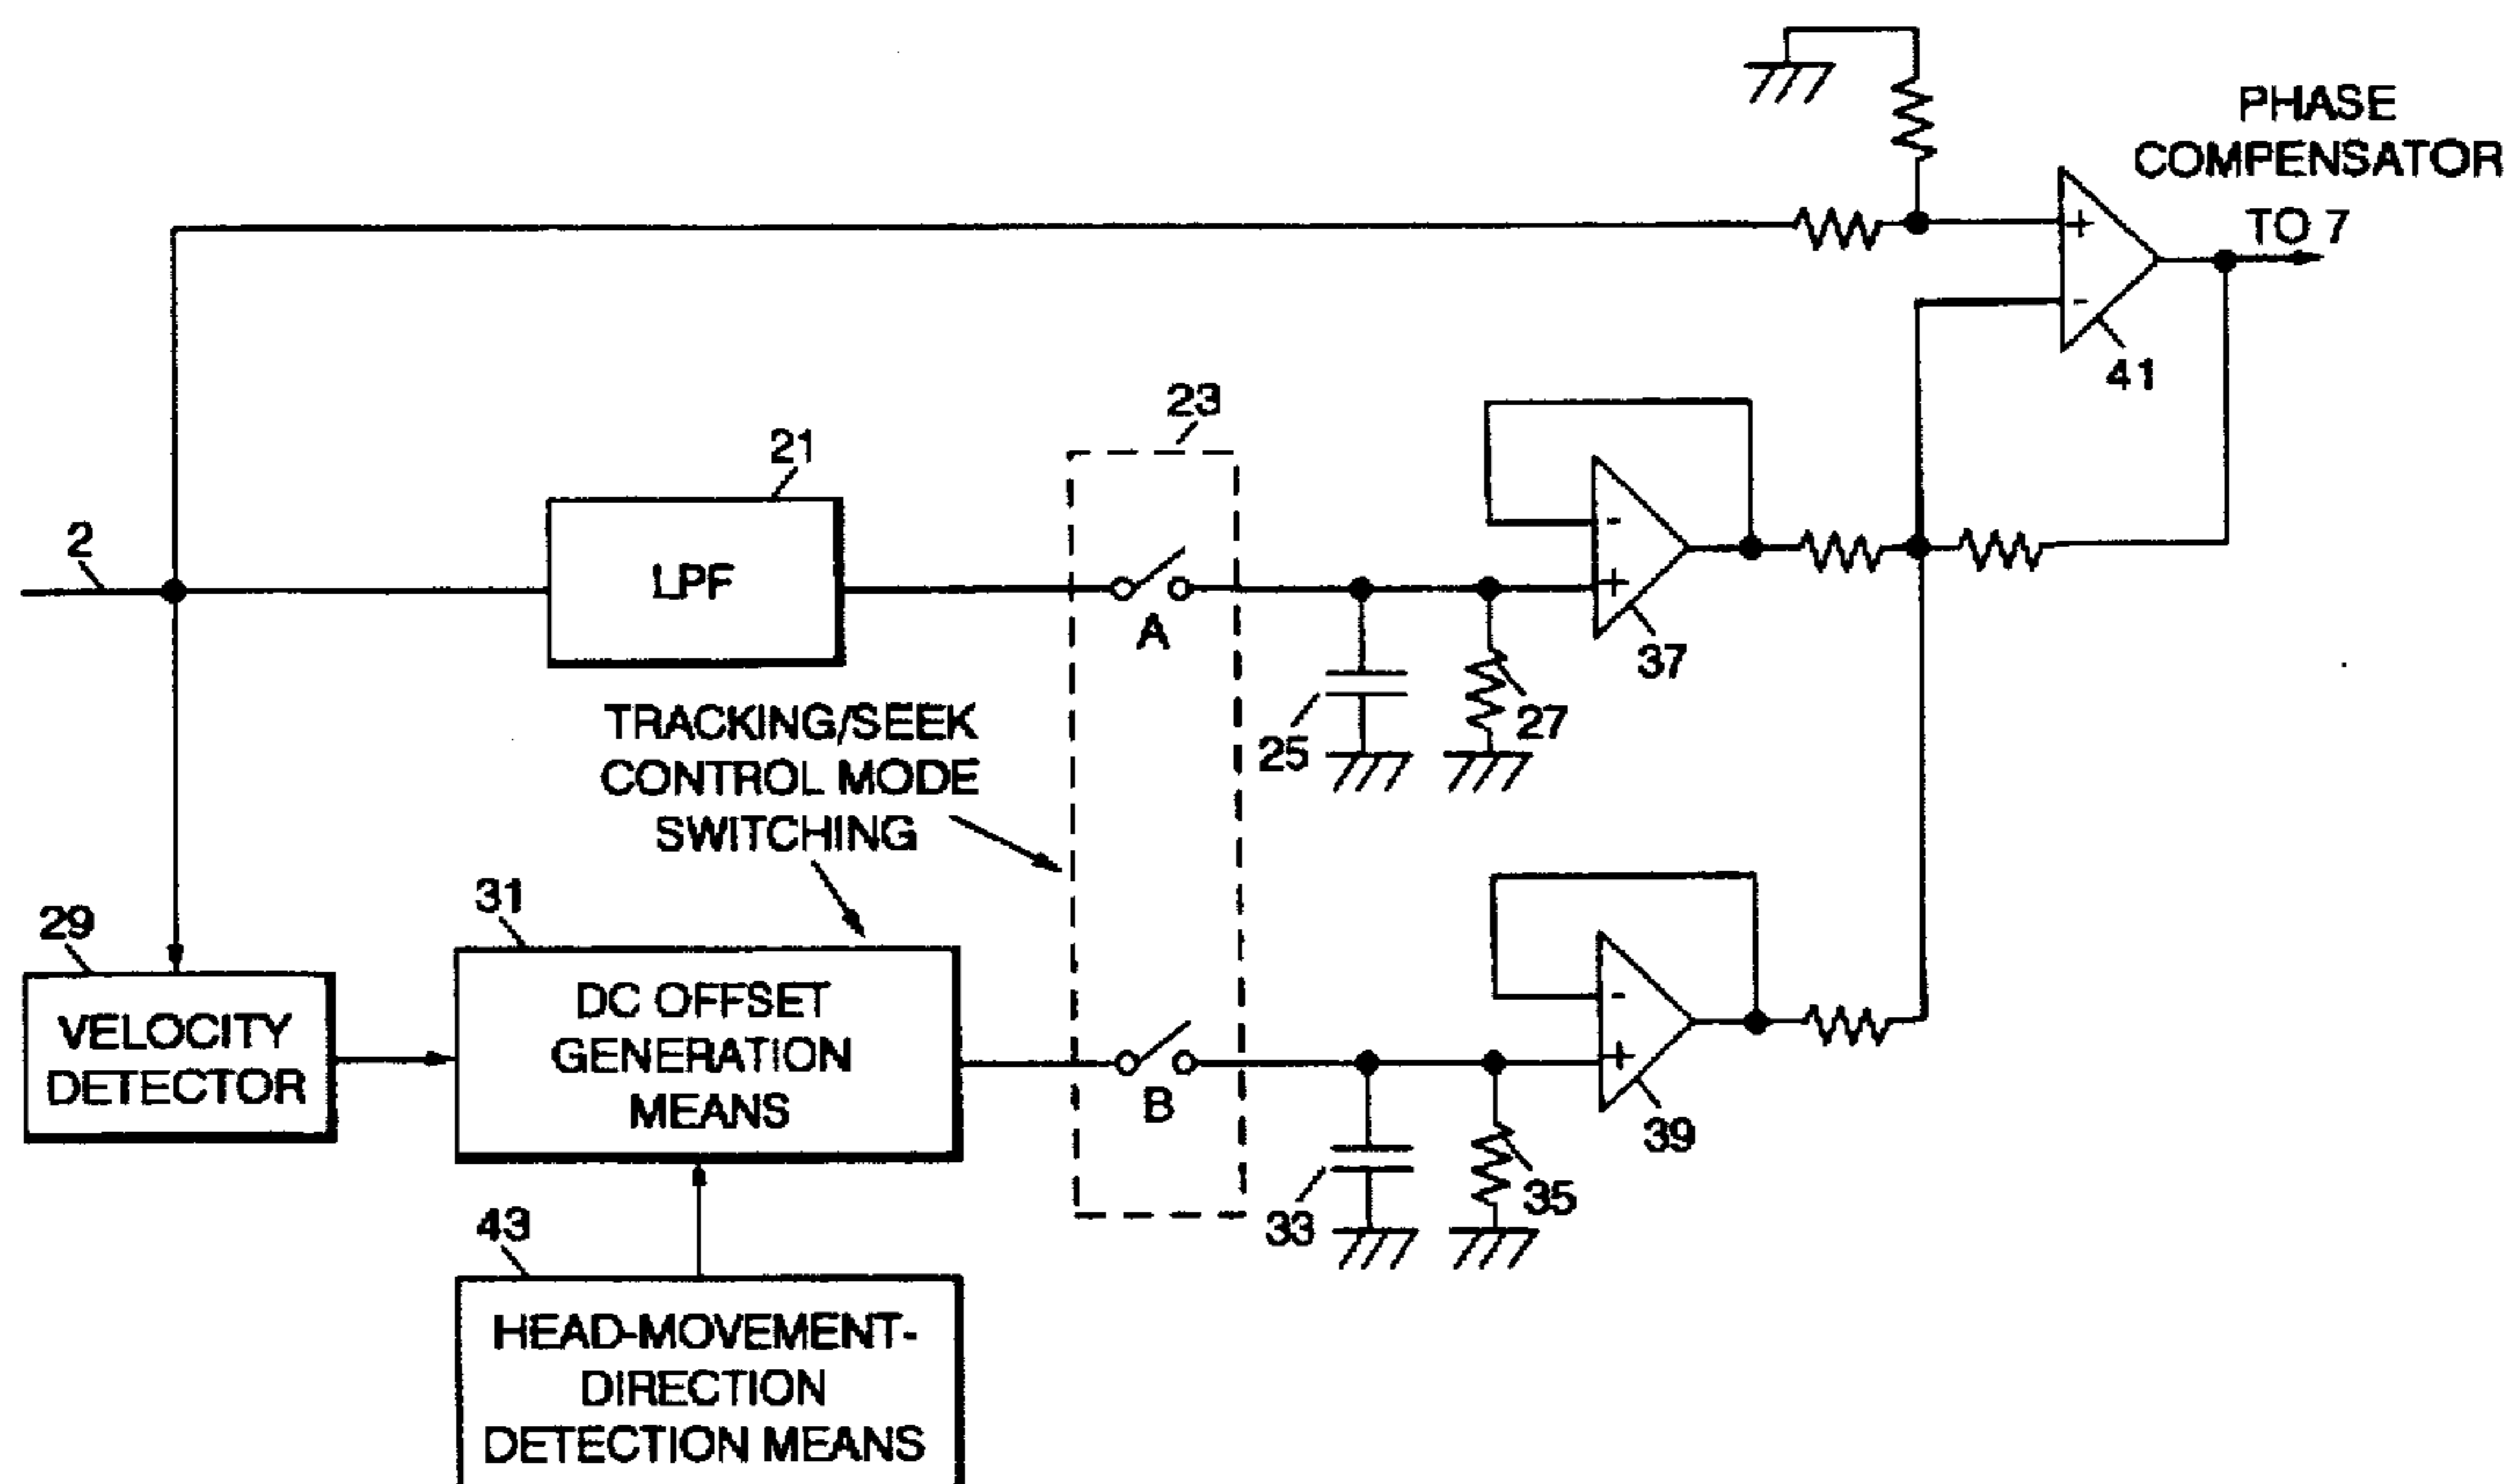 PHASE
COMPENSATOR
TO 7
+
-
41
23
21
2
LPF
A
-
+
37
25
27
TRACKING/SEEK
CONTROL MODE
SWITCHING
29
31
VELOCITY
DETECTOR
DC OFFSET
GENERATION
MEANS
B
-
+
39
33
35
43
HEAD-MOVEMENT-
DIRECTION
DETECTION MEANS